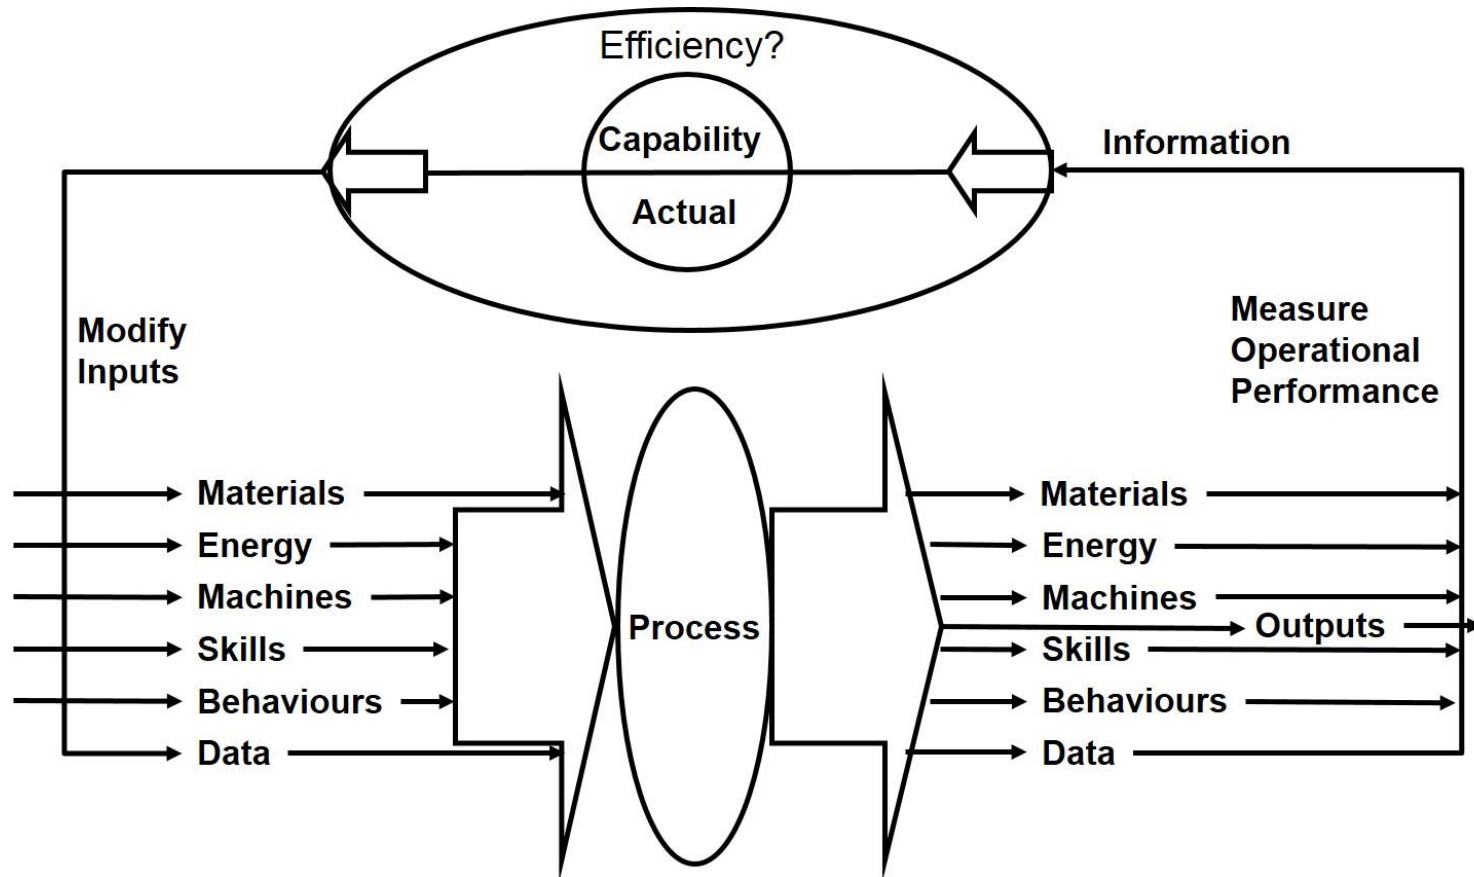 Efficiency?
Capability
Actual
Information
Modify
Inputs
Measure
Operational
Performance
Materials
Energy
Machines
Skills
Behaviours
Data
Process
Materials
Energy
Machines
Outputs
Skills
Behaviours
Data